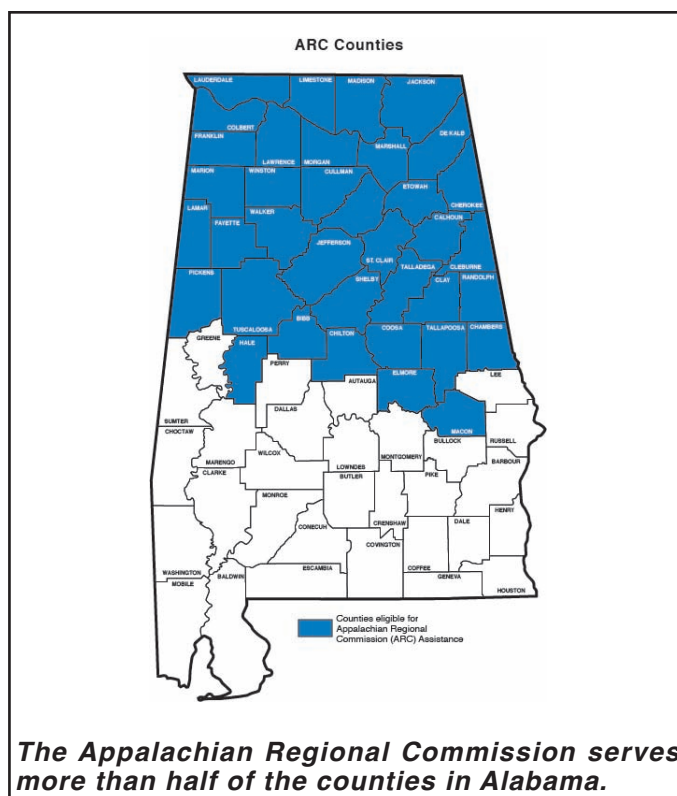 ARC Counties
LAUDERDALE
LIMESTONE
MADISON
JACKSON
COLBERT
FRANKLIN
LAWRENCE
MORGAN
MARSHALL
DE KALB
MARION
WINSTON
CULLMAN
ETOWAH
CHEROKEE
LAMAR
FAYETTE
WALKER
CALHOUN
JEFFERSON
ST. CLAIR
TALLADEGA
CLEBURNE
PICKENS
SHELBY
CLAY
RANDOLPH
TUSCALOOSA
BIBB
CHILTON
COOSA
TALLAPOOSA
CHAMBERS
GREENE
HALE
PERRY
AUTAUGA
ELMORE
LEE
DALLAS
SUMTER
CHOCTAW
MACON
BULLOCK
RUSSELL
MARENGO
WILCOX
LOWNDES
MONTGOMERY
BARBOUR
CLARKE
BUTLER
PIKE
MONROE
CONECUH
CRENSHAW
DALE
HENRY
COVINGTON
WASHINGTON
MOBILE
BALDWIN
ESCAMBIA
COFFEE
GENEVA
HOUSTON
Counties eligible for
Appalachian Regional
Commission (ARC) Assistance
The Appalachian Regional Commission serves
more than half of the counties in Alabama.